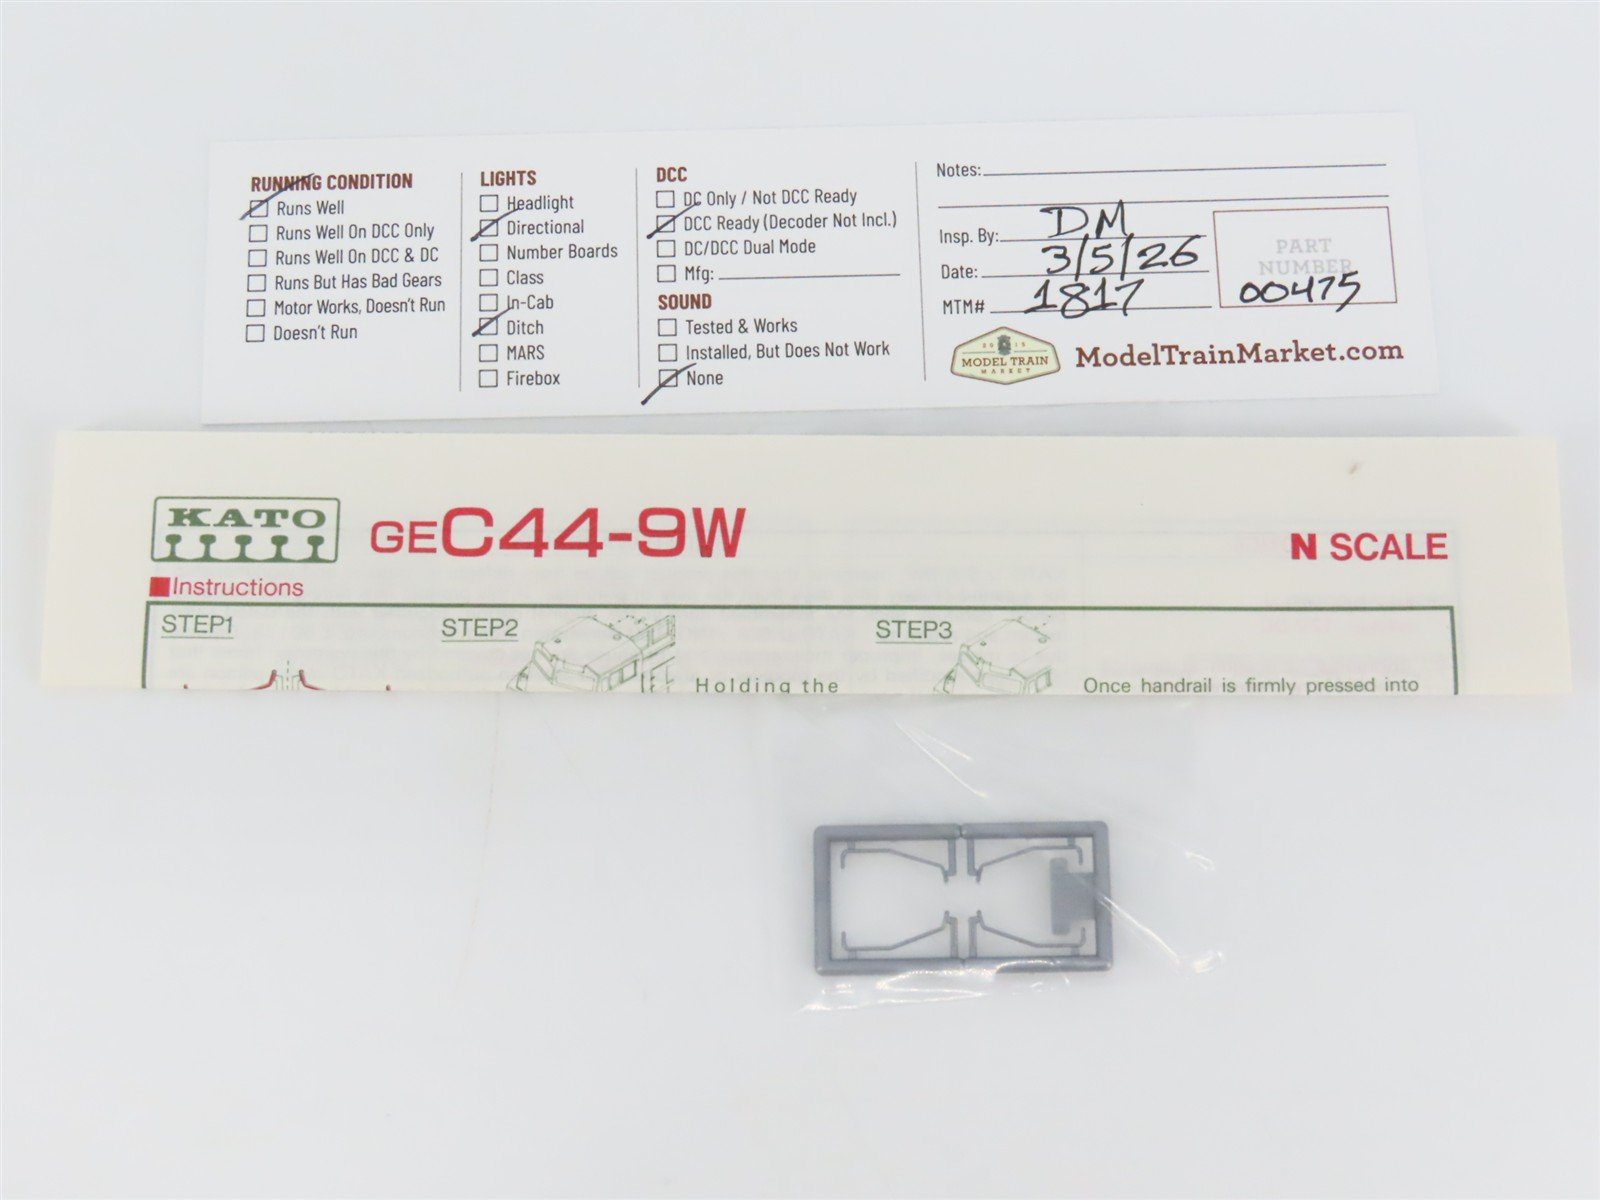 RUNNING CONDITION
Runs Well
Runs Well On DCC Only
Runs Well On DCC & DC
Runs But Has Bad Gears
Motor Works, Doesn't Run
Doesn't Run
LIGHTS
Headlight
Directional
Number Boards
Class
In-Cab
Ditch
MARS
Firebox
DCC
DC Only / Not DCC Ready
DCC Ready (Decoder Not Incl.)
DC/DCC Dual Mode
Mfg:
SOUND
Tested & Works
Installed, But Does Not Work
None
Notes:
Insp. By: DM
Date: 3/5/26
MTM# 1817
PART
NUMBER
00475
2015
MODEL TRAIN
MARKET
ModelTrainMarket.com
KATO
GEC44-9W
N SCALE
Instructions
STEP1
STEP2
STEP3
Holding the
Once handrail is firmly pressed into